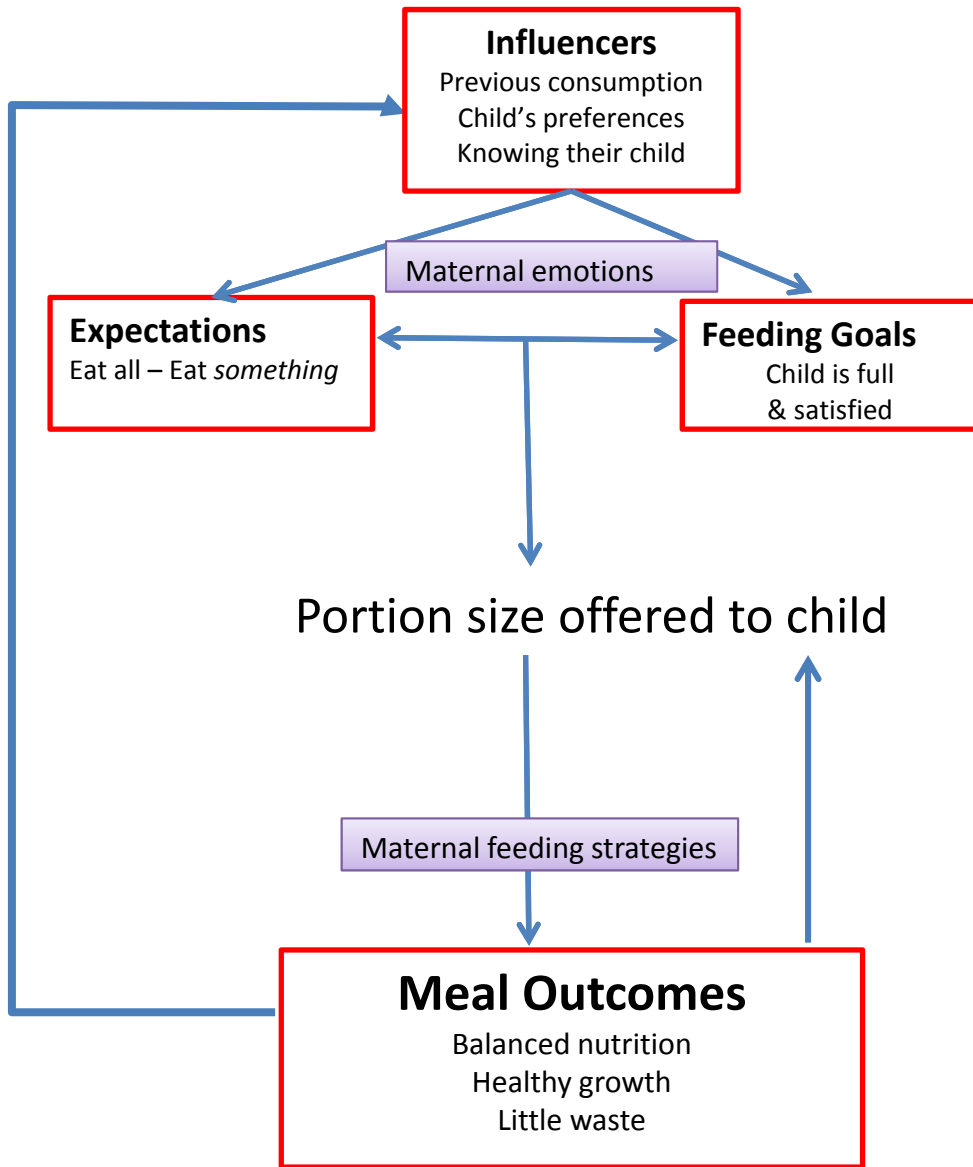 Influencers
Previous consumption
Child's preferences
Knowing their child
Maternal emotions
Expectations
Eat all – Eat something
Feeding Goals
Child is full
& satisfied
Portion size offered to child
Maternal feeding strategies
Meal Outcomes
Balanced nutrition
Healthy growth
Little waste